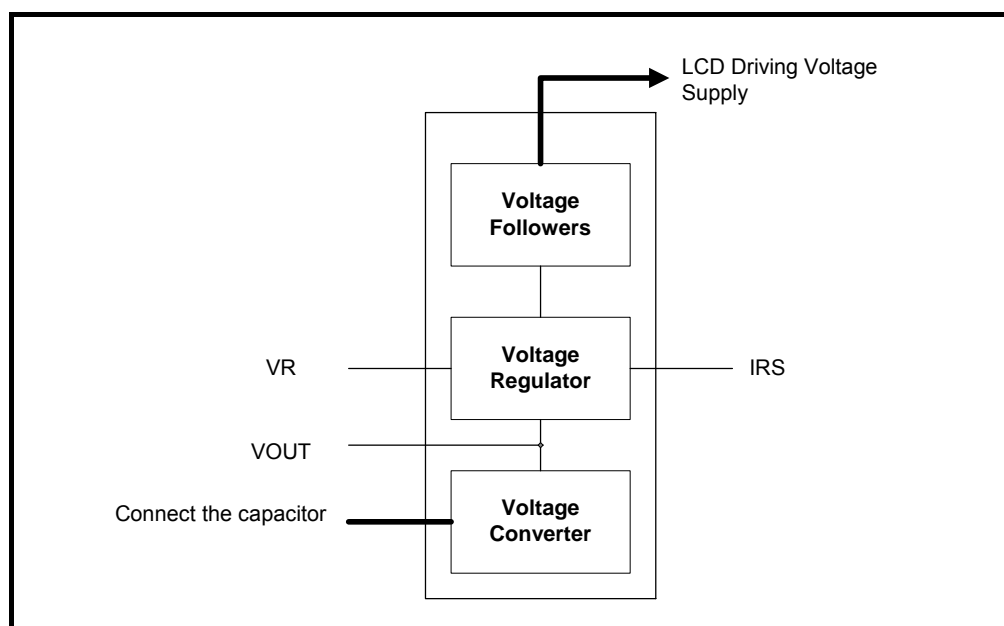 LCD Driving Voltage
Supply
Voltage
Followers
VR
Voltage
Regulator
IRS
VOUT
Connect the capacitor
Voltage
Converter